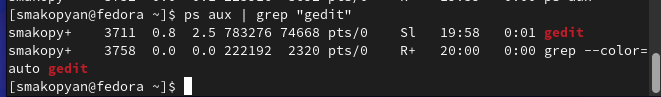 [smakopyan@fedora ~]$ ps aux | grep "gedit"
smakopy+    3711  0.8  2.5 783276 74668 pts/0    Sl   19:58   0:01 gedit
smakopy+    3758  0.0  0.0 222192  2320 pts/0    R+   20:00   0:00 grep --color=
auto gedit
[smakopyan@fedora ~]$